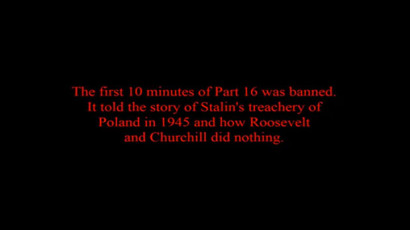 The first 10 minutes of Part 16 was banned.
It told the story of Stalin's treachery of
Poland in 1945 and how Roosevelt
and Churchill did nothing.